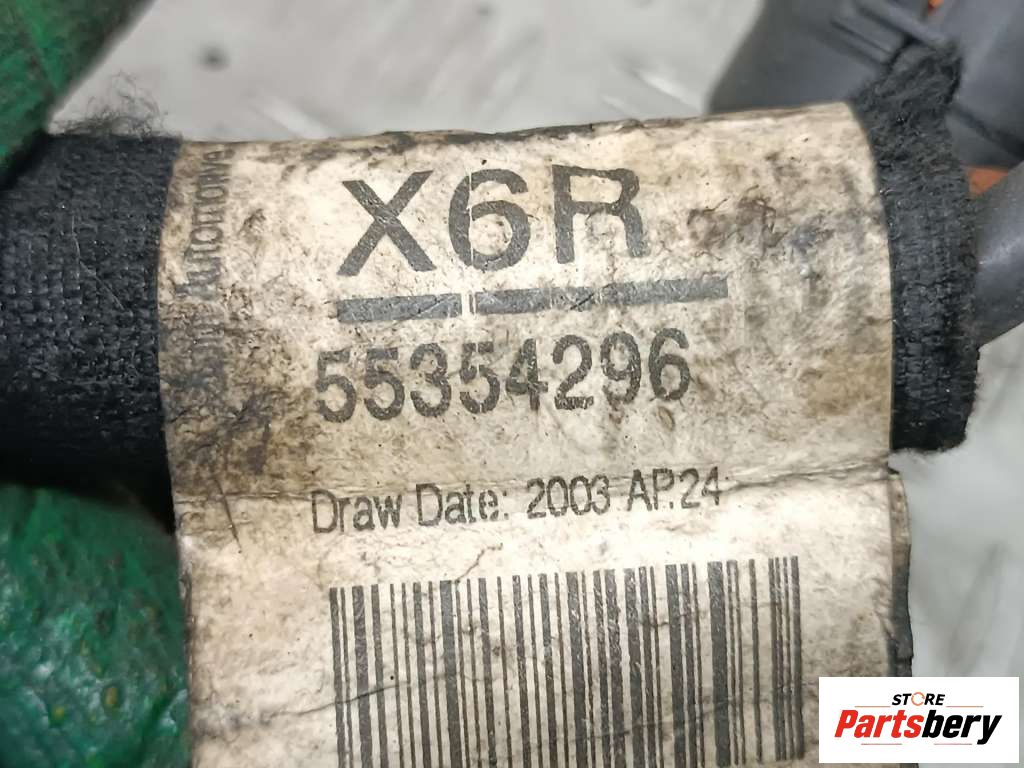 X6R
55354296
Draw Date: 2003 AP.24
STORE
Partsbery